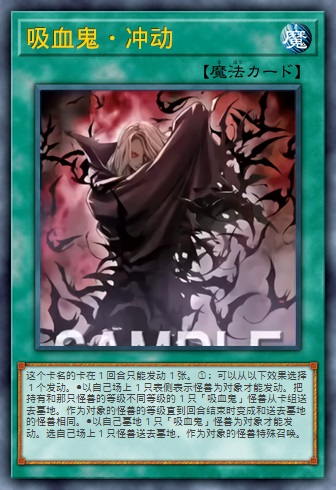 吸血鬼·冲动
魔
【魔法カード】
SAMPLE
这个卡名的卡在1回合只能发动1张。①：可以从以下效果选择
1个发动。●以自己场上1只表侧表示怪兽为对象才能发动。把
持有和那只怪兽的等级不同等级的1只「吸血鬼」怪兽从卡组送
去墓地。作为对象的怪兽的等级直到回合结束时变成和送去墓地
的怪兽相同。●以自己墓地1只「吸血鬼」怪兽为对象才能发
动。选自己场上1只怪兽送去墓地，作为对象的怪兽特殊召唤。